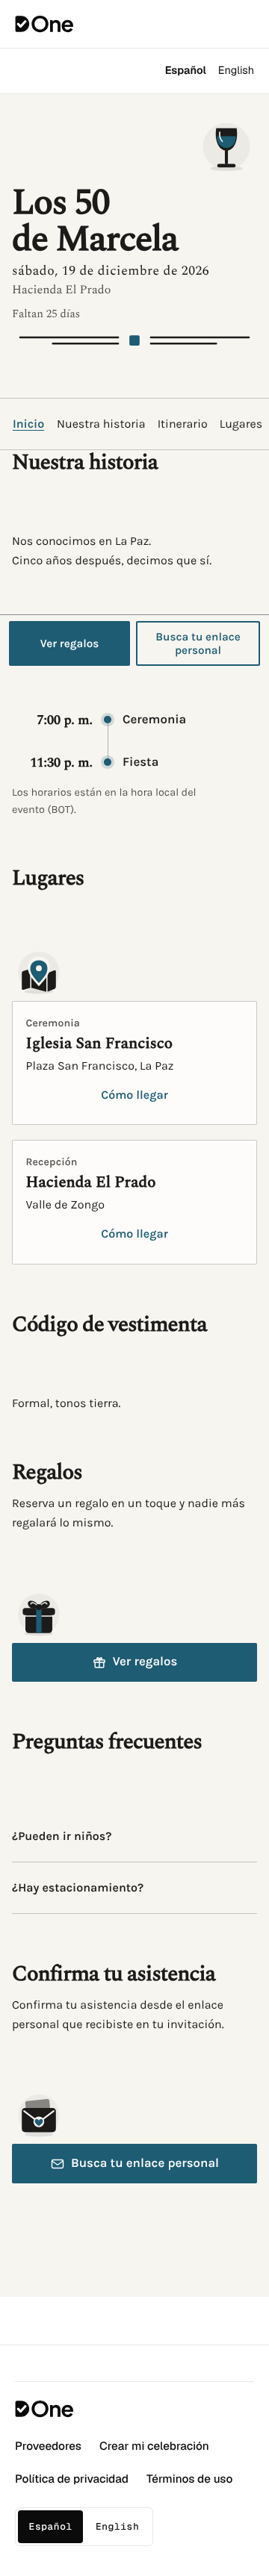 One
Español English
Los 50
de Marcela
sábado, 19 de diciembre de 2026
Hacienda El Prado
Faltan 25 días
Inicio Nuestra historia Itinerario Lugares
Nuestra historia
Nos conocimos en La Paz.
Cinco años después, decimos que sí.
Ver regalos
Busca tu enlace
personal
7:00 p. m. Ceremonia
11:30 p. m. Fiesta
Los horarios están en la hora local del
evento (BOT).
Lugares
Ceremonia
Iglesia San Francisco
Plaza San Francisco, La Paz
Cómo llegar
Recepción
Hacienda El Prado
Valle de Zongo
Cómo llegar
Código de vestimenta
Formal, tonos tierra.
Regalos
Reserva un regalo en un toque y nadie más
regalará lo mismo.
Ver regalos
Preguntas frecuentes
¿Pueden ir niños?
¿Hay estacionamiento?
Confirma tu asistencia
Confirma tu asistencia desde el enlace
personal que recibiste en tu invitación.
Busca tu enlace personal
One
Proveedores Crear mi celebración
Política de privacidad Términos de uso
Español English